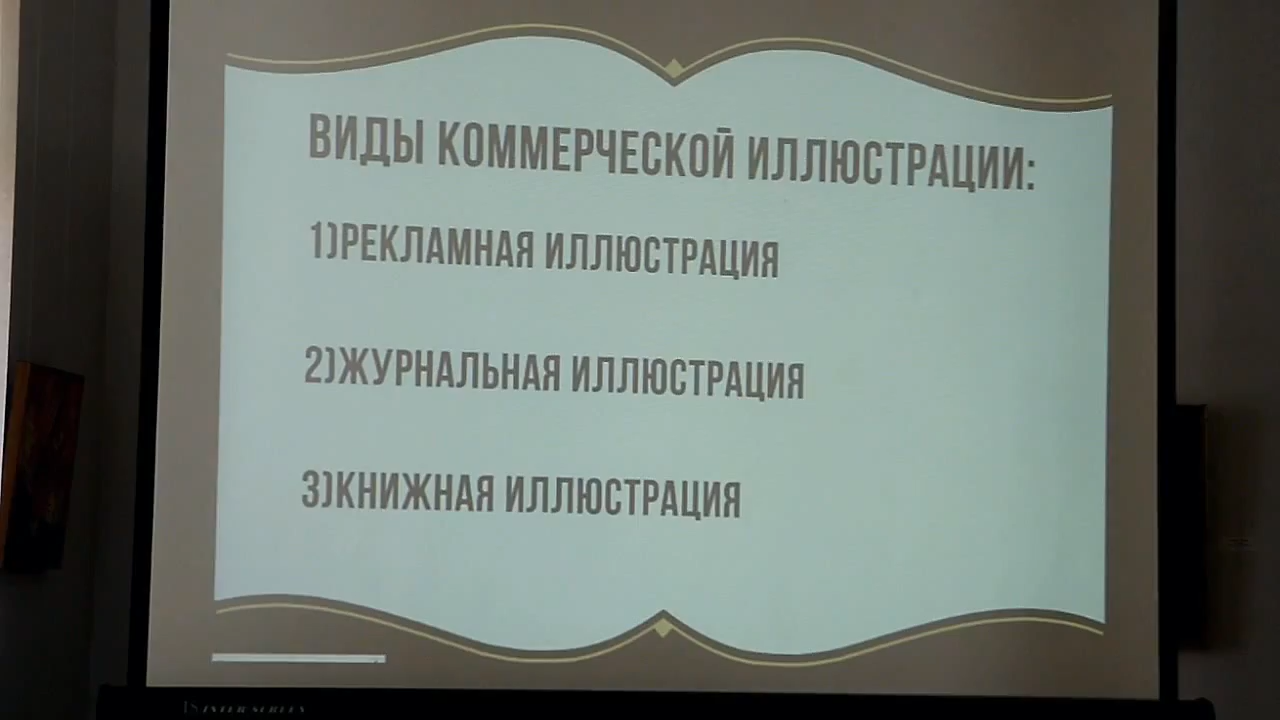 ВИДЫ КОММЕРЧЕСКОЙ ИЛЛЮСТРАЦИИ:
1)РЕКЛАМНАЯ ИЛЛЮСТРАЦИЯ
2)ЖУРНАЛЬНАЯ ИЛЛЮСТРАЦИЯ
3)КНИЖНАЯ ИЛЛЮСТРАЦИЯ